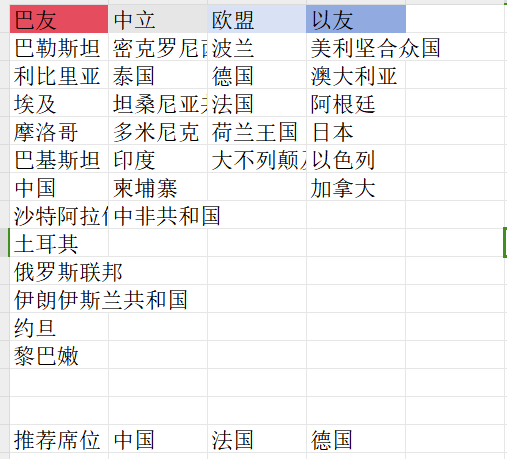 巴友 中立 欧盟 以友
巴勒斯坦 密克罗尼 波兰 美利坚合众国
利比里亚 泰国 德国 澳大利亚
埃及 坦桑尼亚 法国 阿根廷
摩洛哥 多米尼克 荷兰王国 日本
巴基斯坦 印度 大不列颠 以色列
中国 柬埔寨 加拿大
沙特阿拉 中非共和国
土耳其
俄罗斯联邦
伊朗伊斯兰共和国
约旦
黎巴嫩
推荐席位 中国 法国 德国